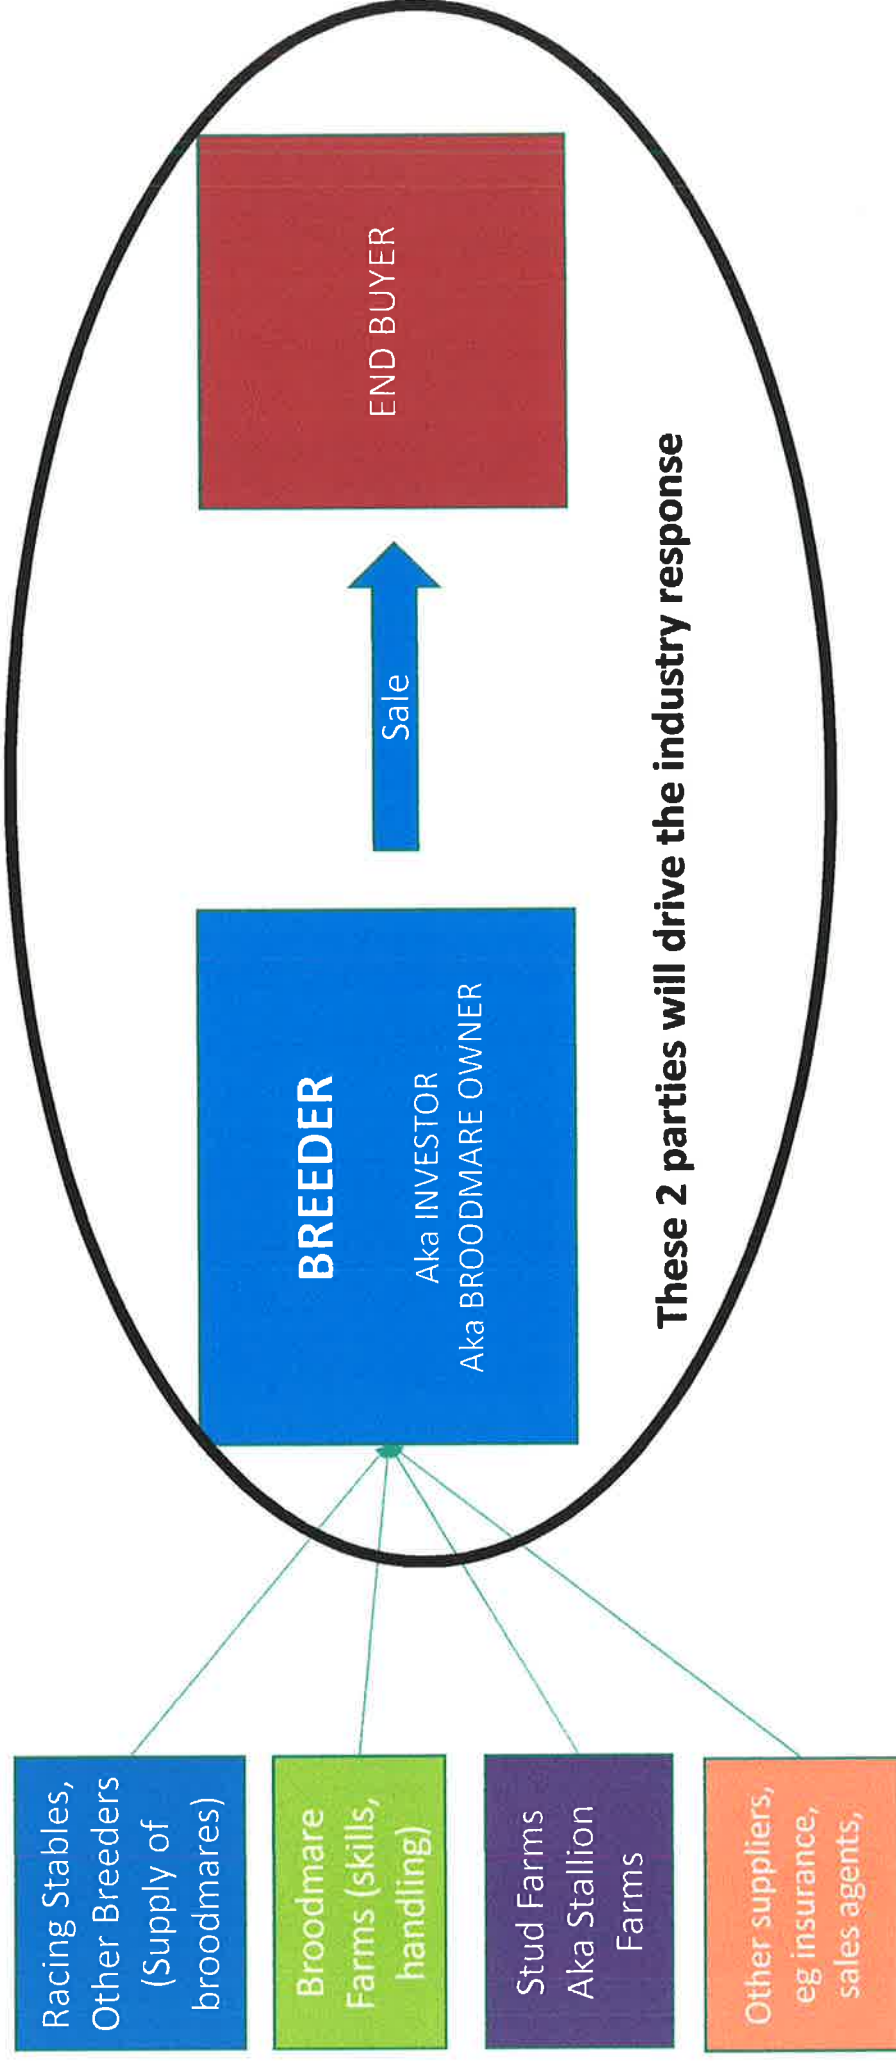 Racing Stables,
Other Breeders
(Supply of
broodmares)
Broodmare
Farms (skills,
handling)
Stud Farms
Aka Stallion
Farms
Other suppliers,
eg insurance,
sales agents,
BREEDER
Aka INVESTOR
Aka BROODMARE OWNER
Sale
END BUYER
These 2 parties will drive the industry response